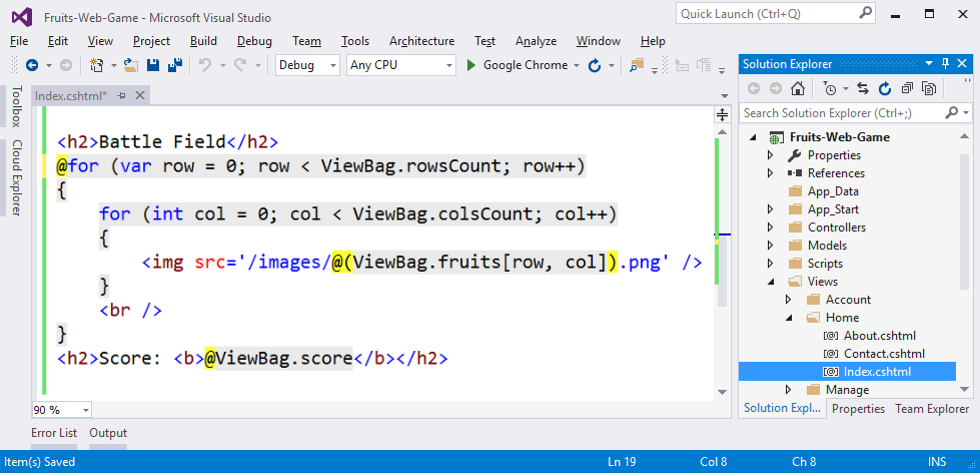 Fruits-Web-Game - Microsoft Visual Studio
Quick Launch (Ctrl+Q)
File Edit View Project Build Debug Team Tools Architecture Test Analyze Window Help
Debug Any CPU Google Chrome
Toolbox
Cloud Explorer
Index.cshtml*
<h2>Battle Field</h2>
@for (var row = 0; row < ViewBag.rowsCount; row++)
{
for (int col = 0; col < ViewBag.colsCount; col++)
{
<img src='/images/@(ViewBag.fruits[row, col]).png' />
}
<br />
}
<h2>Score: <b>@ViewBag.score</b></h2>
90 %
Solution Explorer
Search Solution Explorer (Ctrl+;)
Fruits-Web-Game
Properties
References
App_Data
App_Start
Controllers
Models
Scripts
Views
Account
Home
About.cshtml
Contact.cshtml
Index.cshtml
Manage
Solution Expl... Properties Team Explorer
Error List Output
Item(s) Saved Ln 19 Col 8 Ch 8 INS